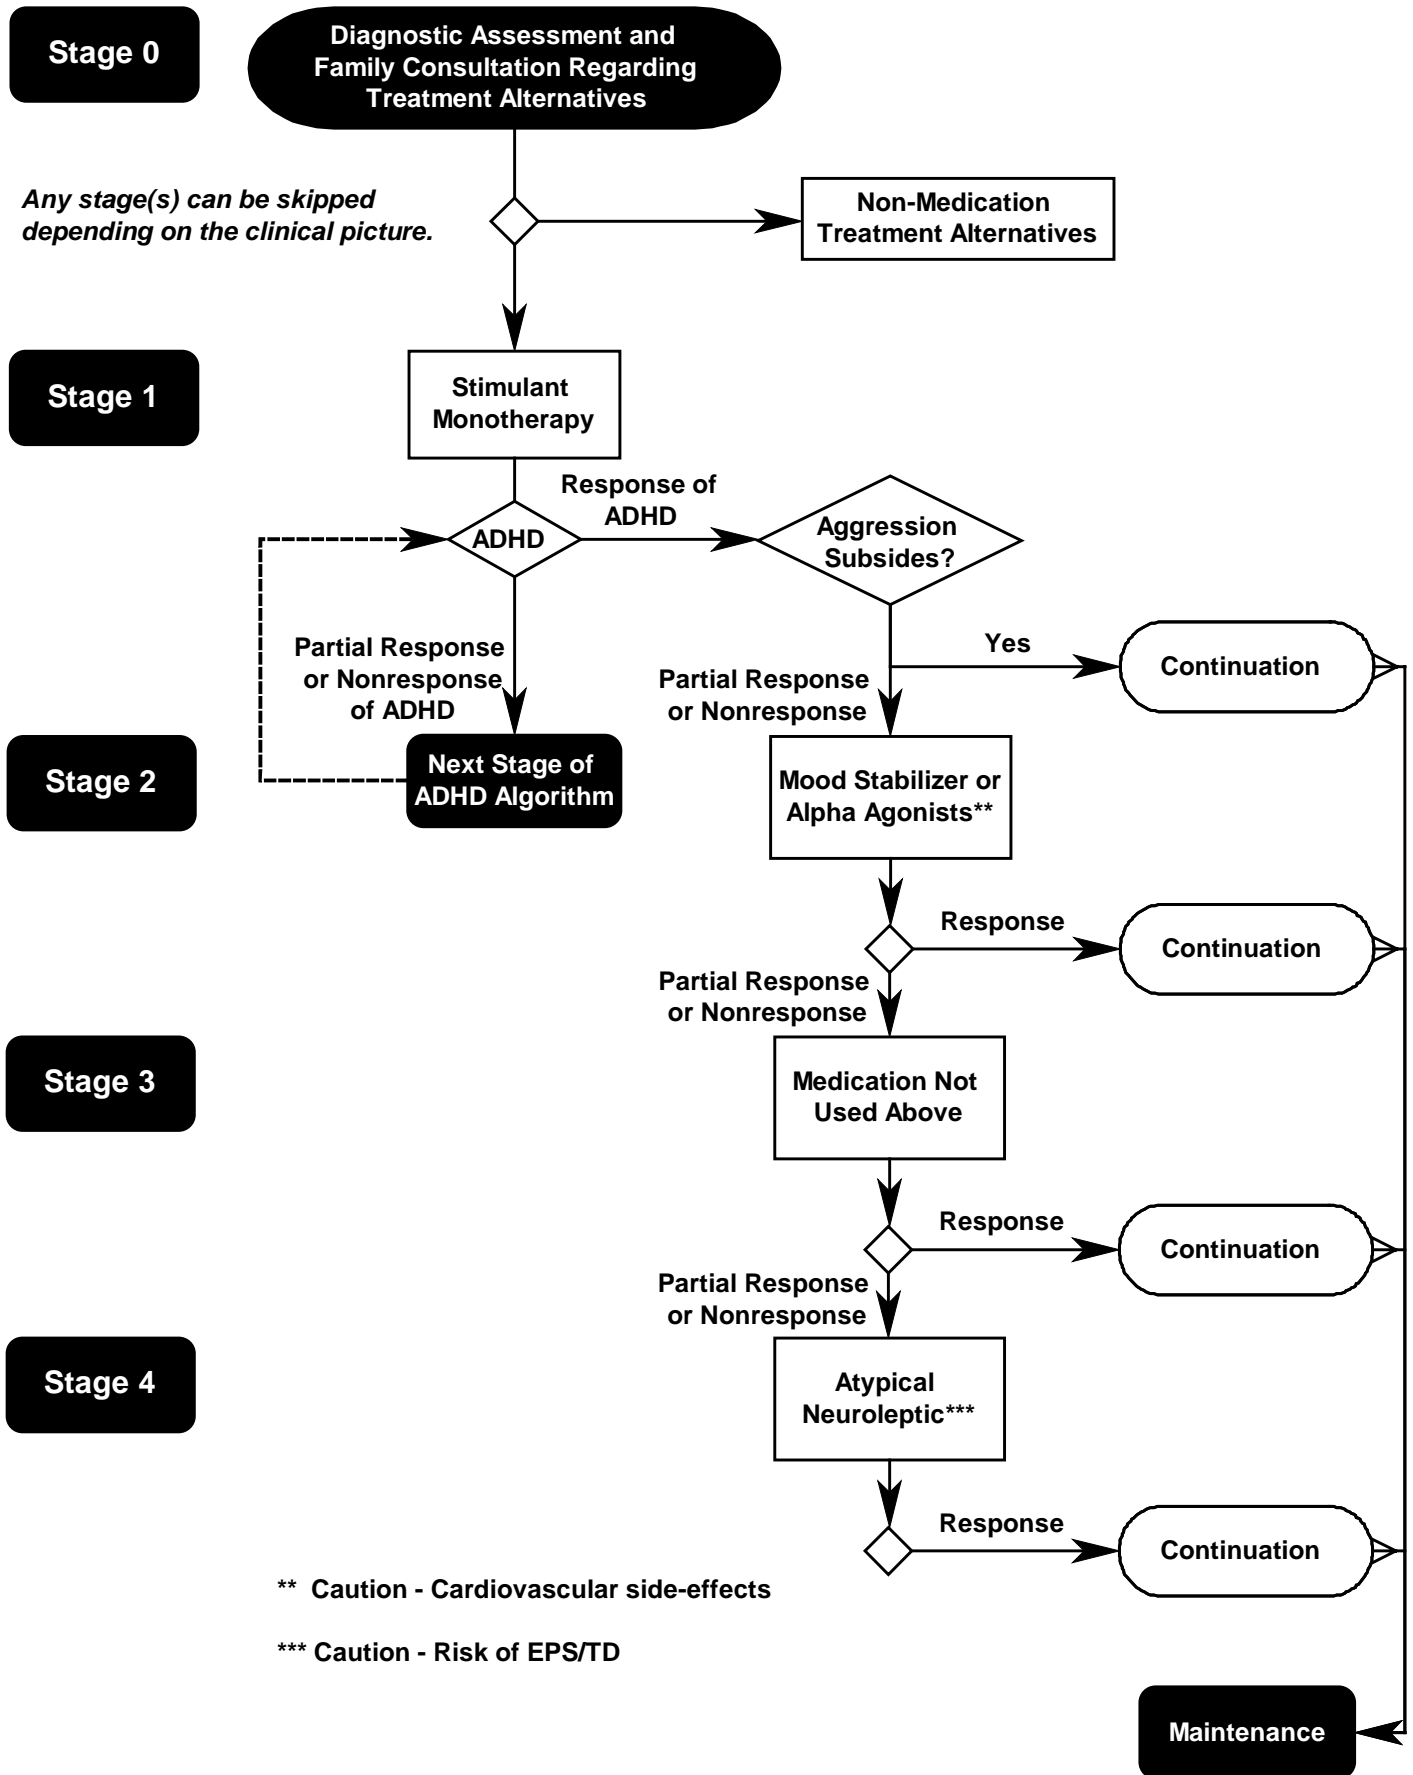 Stage 0
Diagnostic Assessment and
Family Consultation Regarding
Treatment Alternatives
Any stage(s) can be skipped
depending on the clinical picture.
Non-Medication
Treatment Alternatives
Stage 1
Stimulant
Monotherapy
ADHD
Response of
ADHD
Aggression
Subsides?
Partial Response
or Nonresponse
of ADHD
Yes
Continuation
Partial Response
or Nonresponse
Stage 2
Next Stage of
ADHD Algorithm
Mood Stabilizer or
Alpha Agonists**
Response
Continuation
Partial Response
or Nonresponse
Stage 3
Medication Not
Used Above
Response
Continuation
Partial Response
or Nonresponse
Stage 4
Atypical
Neuroleptic***
Response
Continuation
** Caution - Cardiovascular side-effects
*** Caution - Risk of EPS/TD
Maintenance